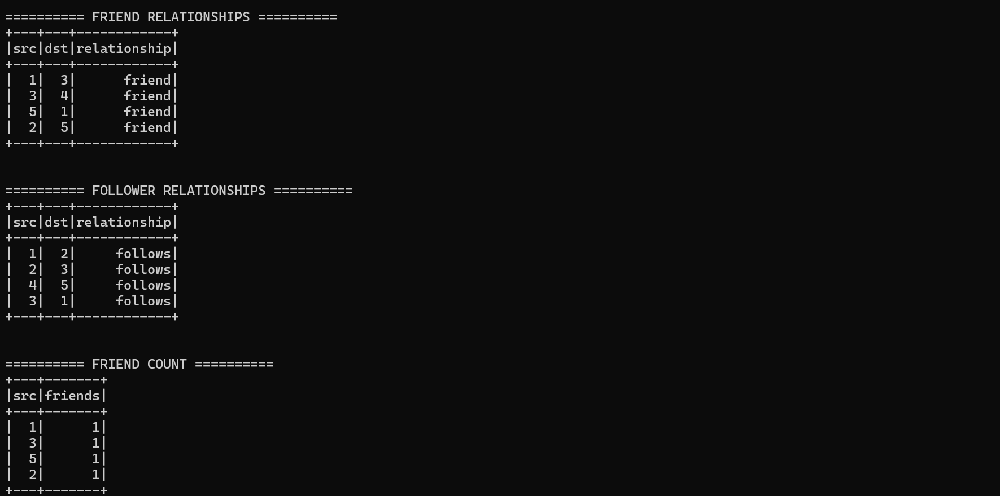 ========== FRIEND RELATIONSHIPS ==========
+---+---+------------+
|src|dst|relationship|
+---+---+------------+
|  1|  3|      friend|
|  3|  4|      friend|
|  5|  1|      friend|
|  2|  5|      friend|
+---+---+------------+
========== FOLLOWER RELATIONSHIPS ==========
+---+---+------------+
|src|dst|relationship|
+---+---+------------+
|  1|  2|     follows|
|  2|  3|     follows|
|  4|  5|     follows|
|  3|  1|     follows|
+---+---+------------+
========== FRIEND COUNT ==========
+---+-------+
|src|friends|
+---+-------+
|  1|      1|
|  3|      1|
|  5|      1|
|  2|      1|
+---+-------+